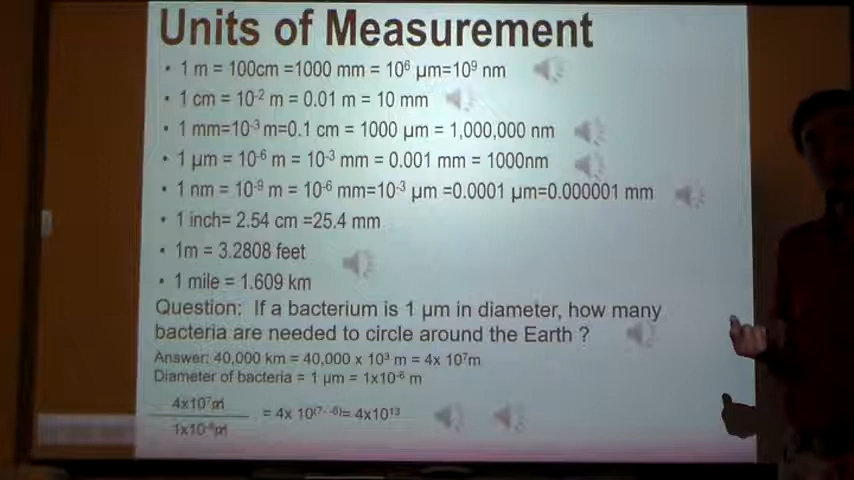 Units of Measurement
• 1 m = 100cm =1000 mm = 10⁶ µm=10⁹ nm
• 1 cm = 10⁻² m = 0.01 m = 10 mm
• 1 mm=10⁻³ m=0.1 cm = 1000 µm = 1,000,000 nm
• 1 µm = 10⁻⁶ m = 10⁻³ mm = 0.001 mm = 1000nm
• 1 nm = 10⁻⁹ m = 10⁻⁶ mm=10⁻³ µm =0.0001 µm=0.000001 mm
• 1 inch= 2.54 cm =25.4 mm
• 1m = 3.2808 feet
• 1 mile = 1.609 km
Question: If a bacterium is 1 µm in diameter, how many
bacteria are needed to circle around the Earth ?
Answer: 40,000 km = 40,000 x 10³ m = 4x 10⁷m
Diameter of bacteria = 1 µm = 1x10⁻⁶ m
4x10⁷m
= 4x 10⁽⁷⁻ ⁻⁶⁾= 4x10¹³
1x10⁻⁶m